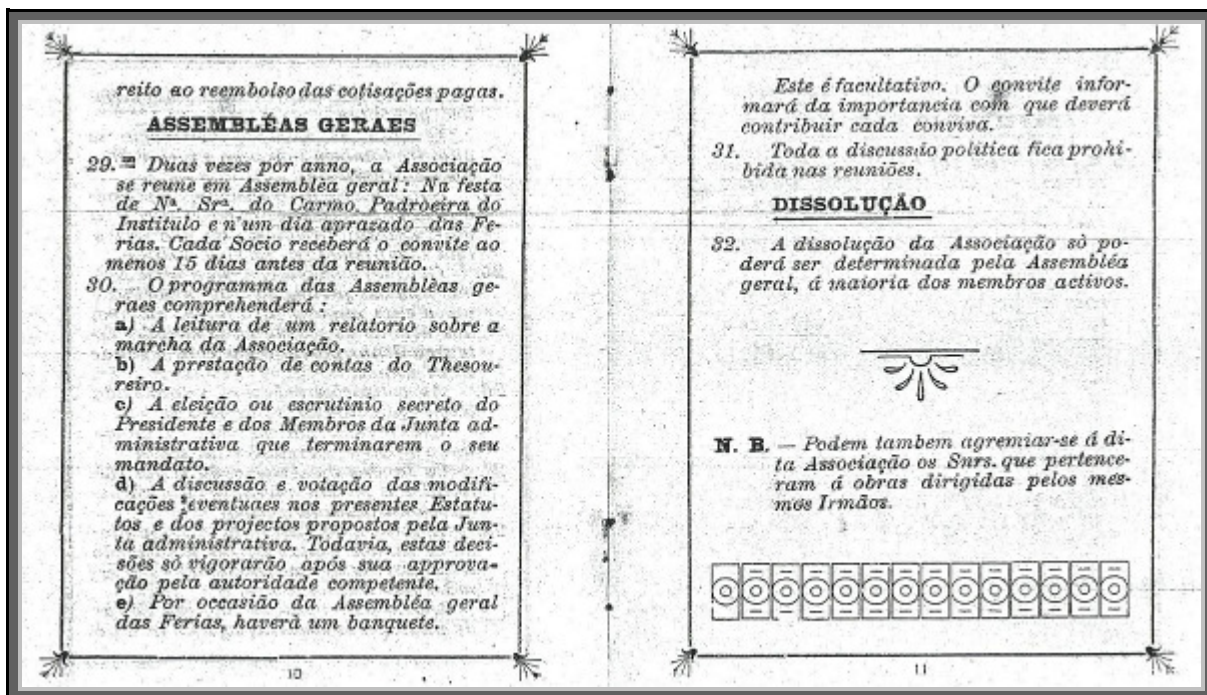 reito ao reembolso das cotisações pagas.
ASSEMBLÉAS GERAES
29. Duas vezes por anno, a Associação
se reune em Assembléa geral: Na festa
de Nª. Srª. do Carmo Padroeira do
Instituto e n'um dia aprazado das Fe-
rias. Cada Socio receberá o convite ao
menos 15 dias antes da reunião.
30. O programma das Assembléas ge-
raes comprehenderá:
a) A leitura de um relatorio sobre a
marcha da Associação.
b) A prestação de contas do Thesou-
reiro.
c) A eleição ou escrutinio secreto do
Presidente e dos Membros da Junta ad-
ministrativa que terminarem o seu
mandato.
d) A discussão e votação das modifi-
cações eventuaes nos presentes Estatu-
tos e dos projectos propostos pela Jun-
ta administrativa. Todavia, estas deci-
sões só vigorarão após sua approva-
ção pela autoridade competente.
e) Por occasião da Assembléa geral
das Ferias, haverà um banquete.
10
Este é facultativo. O convite infor-
mará da importancia com que deverá
contribuir cada conviva.
31. Toda a discussão politica fica prohi-
bida nas reuniões.
DISSOLUÇÃO
32. A dissolução da Associação só po-
derá ser determinada pela Assembléa
geral, á maioria dos membros activos.
N. B. — Podem tambem agremiar-se á di-
ta Associação os Snrs. que pertence-
ram á obras dirigidas pelos mes-
mos Irmãos.
11